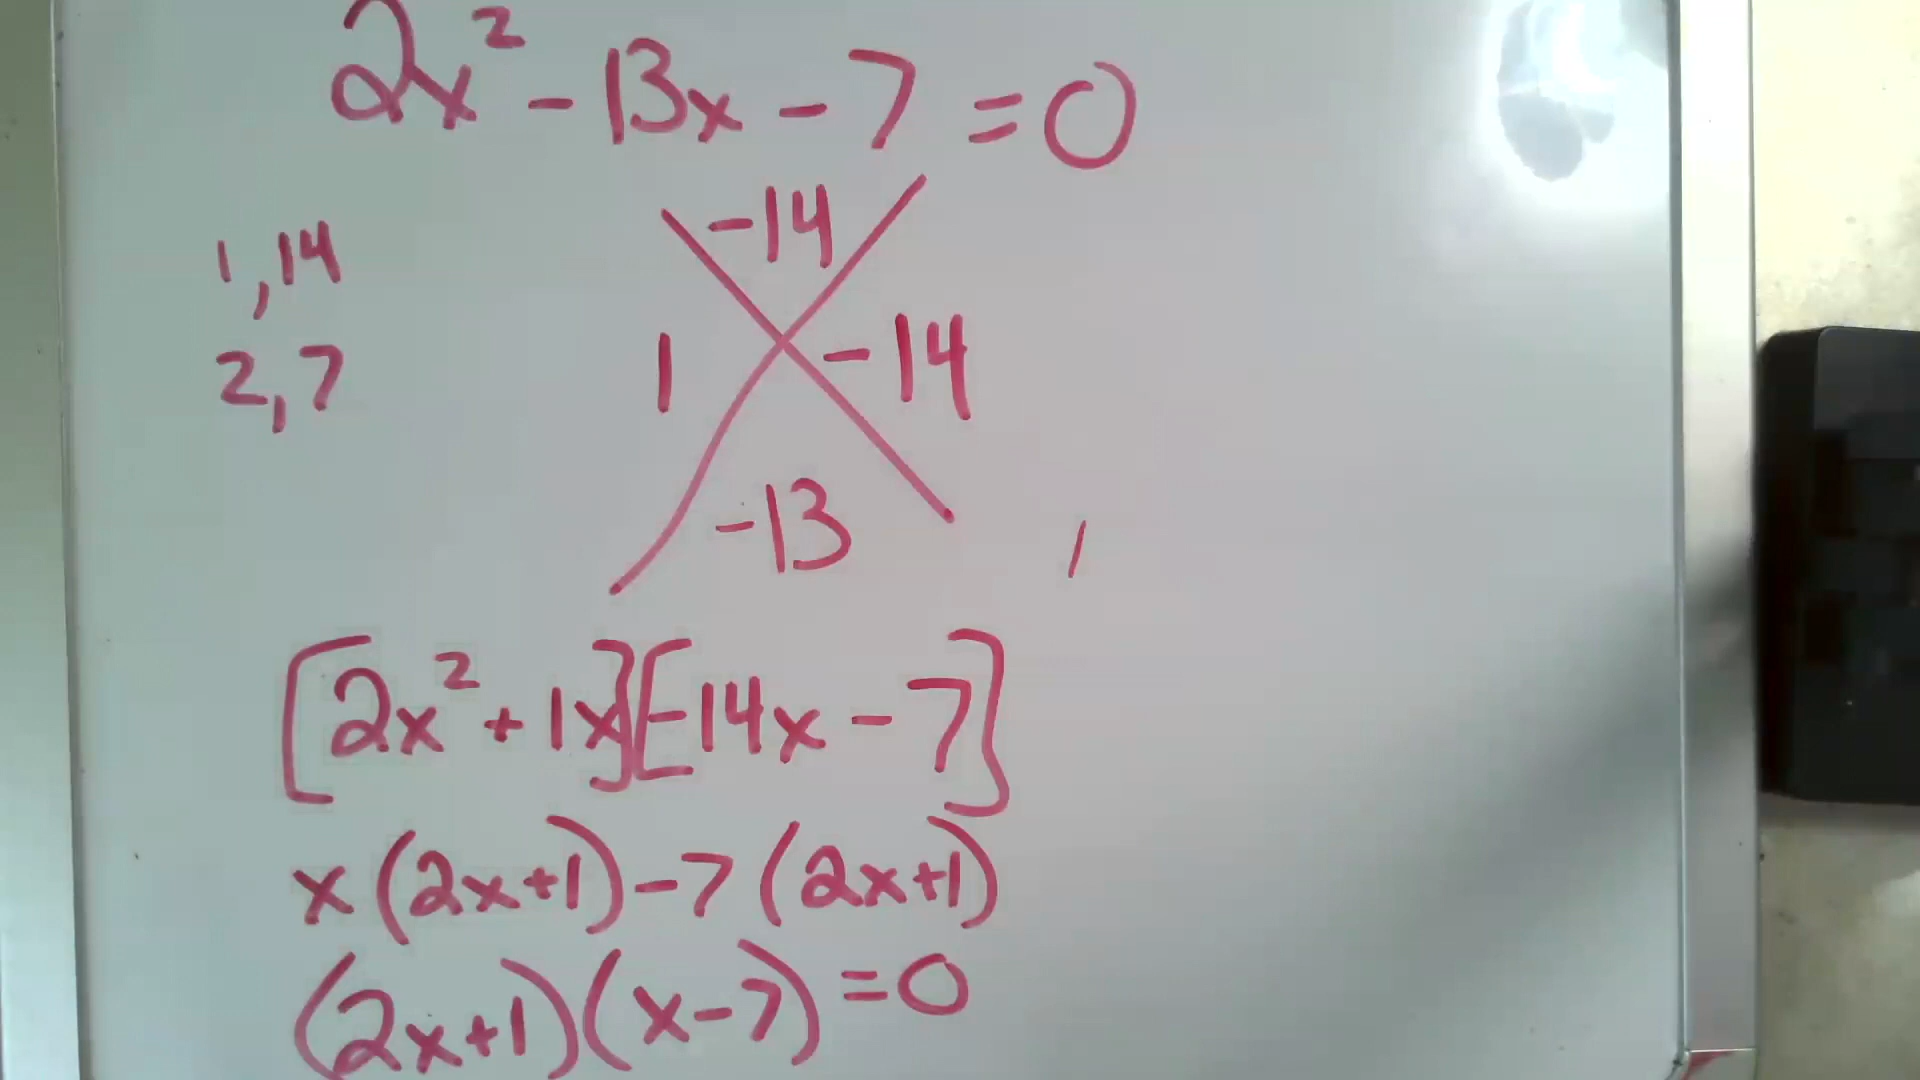 2x² - 13x - 7 = 0
-14
1,14
1 -14
2,7
-13
[2x² + 1x][-14x - 7]
x(2x+1)-7(2x+1)
(2x+1)(x-7)=0